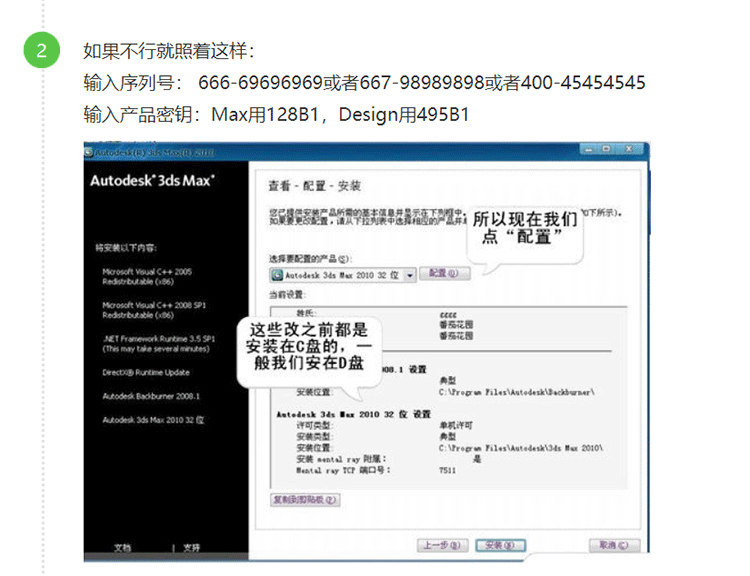 2
如果不行就照着这样：
输入序列号： 666-69696969或者667-98989898或者400-45454545
输入产品密钥：Max用128B1，Design用495B1
Autodesk(R) 3ds Max(R) 2010
Autodesk® 3ds Max®
查看 - 配置 - 安装
您已提供安装产品所需的基本信息并显示在下列框中。
如下所示)。
如果要更改配置，请从下拉列表中选择相应的产品并
所以现在我们
点“配置”
将安装以下内容:
选择要配置的产品(S):
Autodesk 3ds Max 2010 32 位
配置(O)
Microsoft Visual C++ 2005
Redistributable (x86)
当前设置:
Microsoft Visual C++ 2008 SP1
Redistributable (x86)
姓氏:
gggg
番茄花园
番茄花园
这些改之前都是
安装在C盘的，一
般我们安在D盘
.NET Framework Runtime 3.5 SP1
(This may take several minutes)
DirectX® Runtime Update
2008.1 设置
典型
安装位置:
C:\Program Files\Autodesk\Backburner\
Autodesk Backburner 2008.1
Autodesk 3ds Max 2010 32 位
Autodesk 3ds Max 2010 32 位 设置
许可类型:
单机许可
安装类型:
典型
安装位置:
C:\Program Files\Autodesk\3ds Max 2010\
安装 mental ray 附属:
是
Mental ray TCP 端口号:
7511
复制到剪贴板(P)
文档 | 支持
上一步(B)
安装(N)
取消(C)